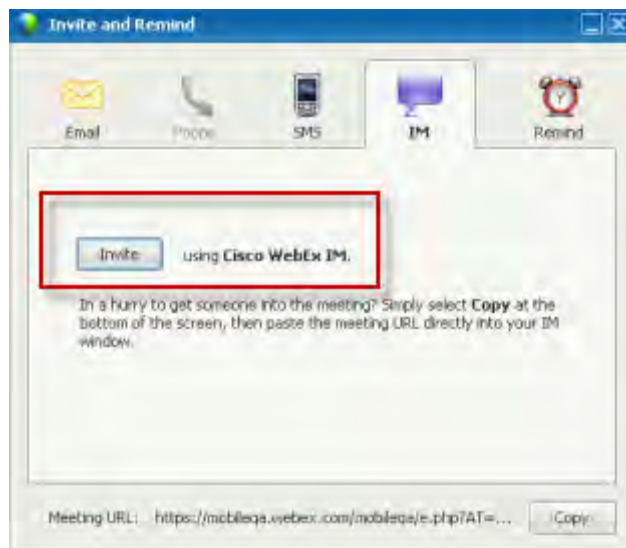 Invite and Remind
Email Phone SMS IM Remind
Invite using Cisco WebEx IM.
In a hurry to get someone into the meeting? Simply select Copy at the
bottom of the screen, then paste the meeting URL directly into your IM
window.
Meeting URL: https://mobileqa.webex.com/mobileqa/e.php?AT=... Copy